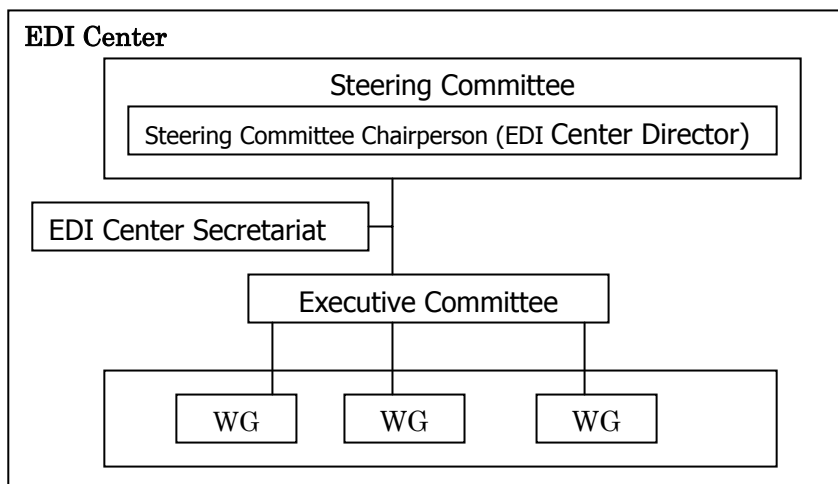 EDI Center
Steering Committee
Steering Committee Chairperson (EDI Center Director)
EDI Center Secretariat
Executive Committee
WG
WG
WG